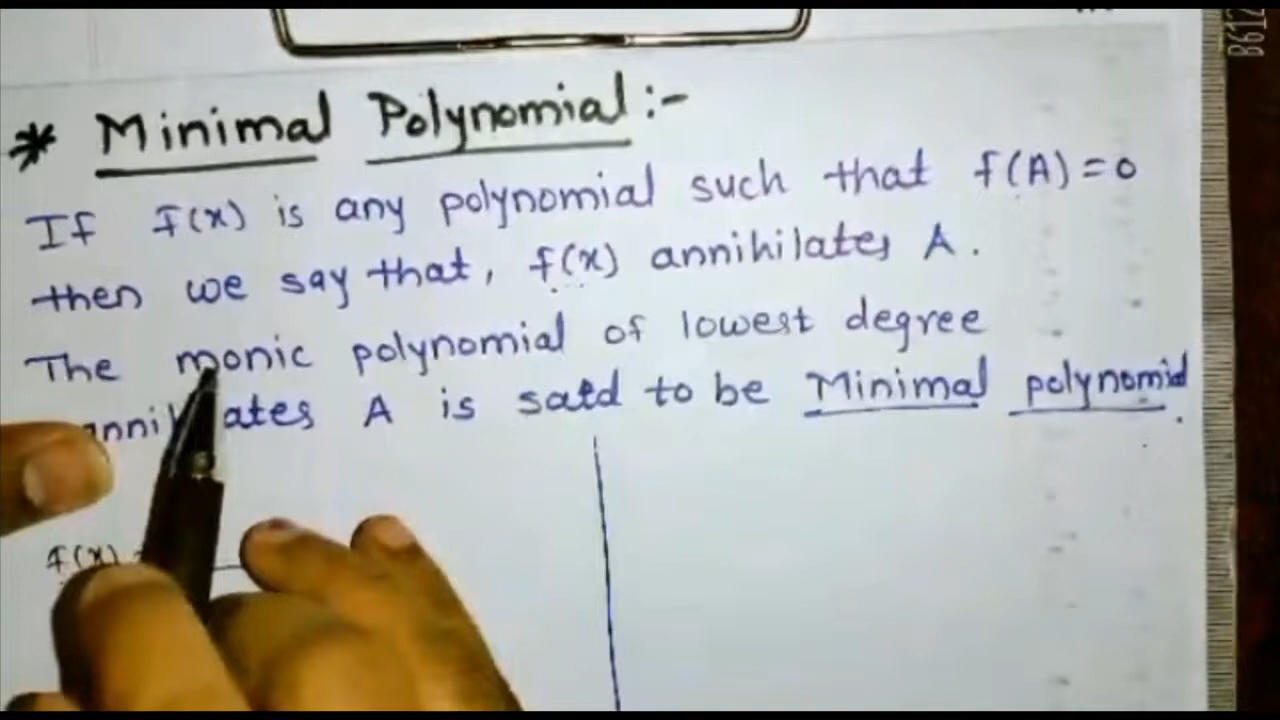 * Minimal Polynomial :-
If f(x) is any polynomial such that f(A) = 0
then we say that, f(x) annihilates A.
The monic polynomial of lowest degree
A is said to be Minimal polynomial.
f(x)
B612